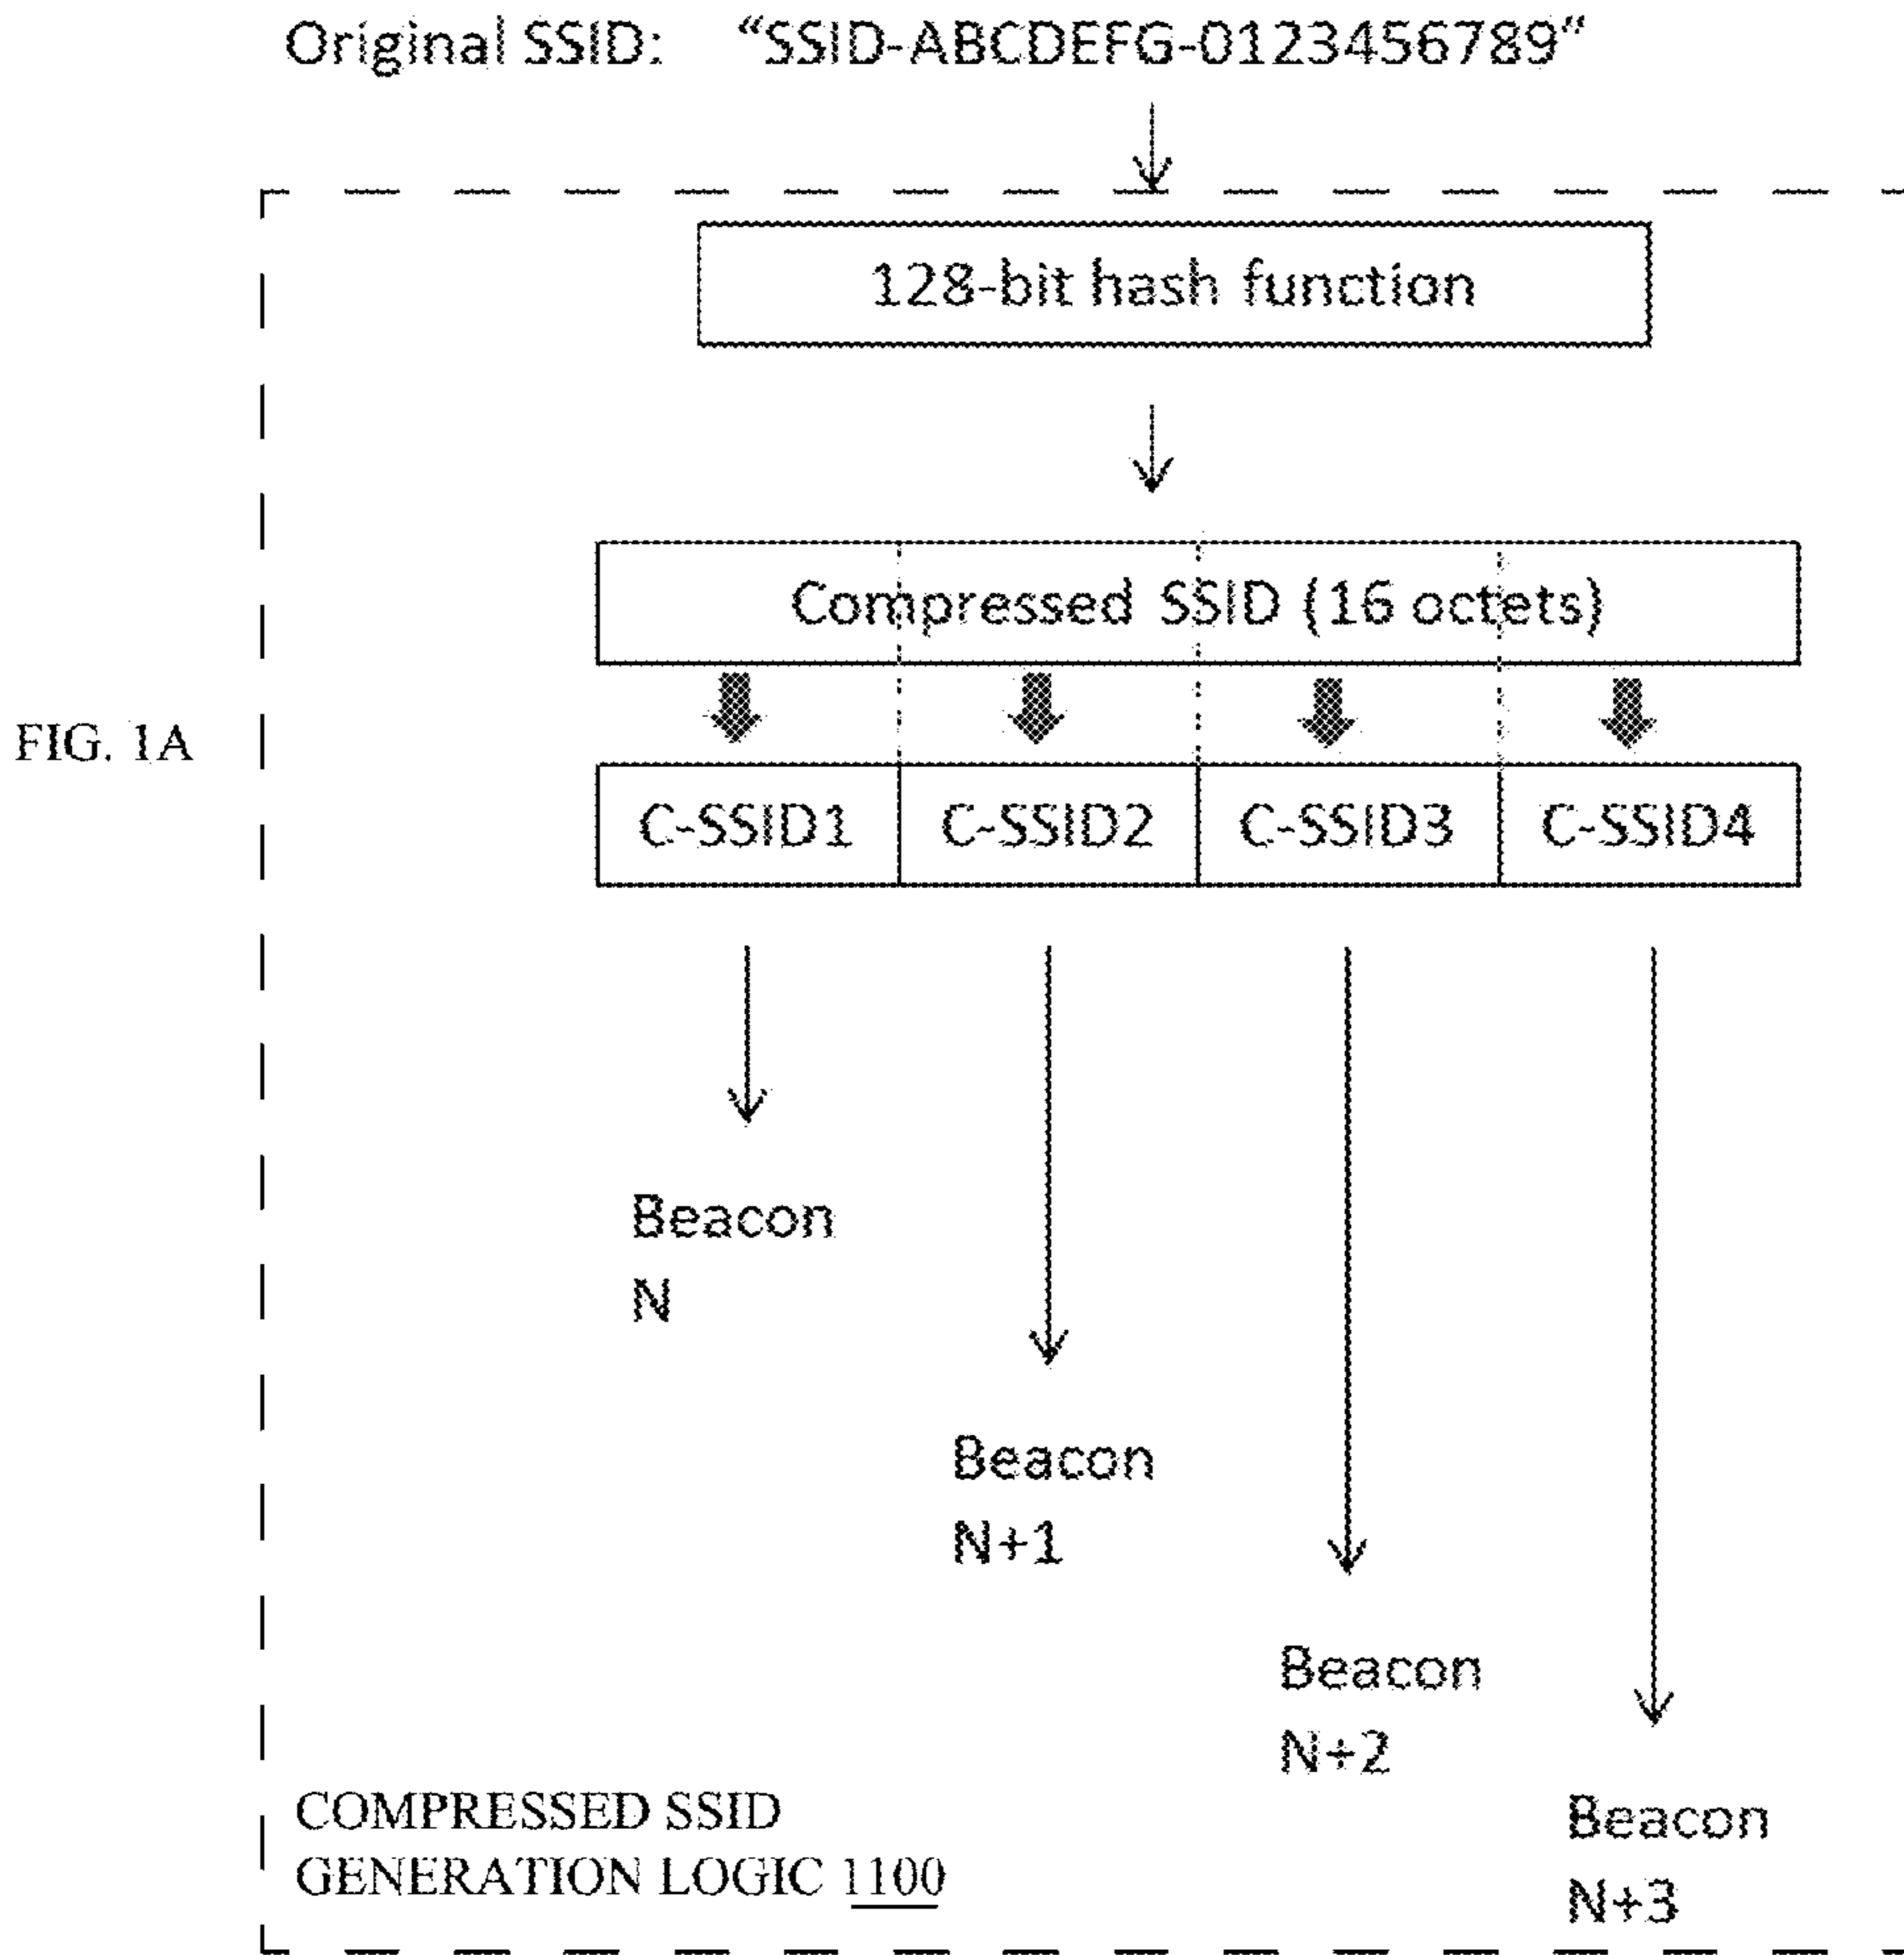 Original SSID: “SSID-ABCDEFG-0123456789“
128-bit hash function
Compressed SSID (16 octets)
FIG. 1A
C-SSID1 C-SSID2 C-SSID3 C-SSID4
Beacon
N
Beacon
N+1
Beacon
N+2
Beacon
N+3
COMPRESSED SSID
GENERATION LOGIC 1100